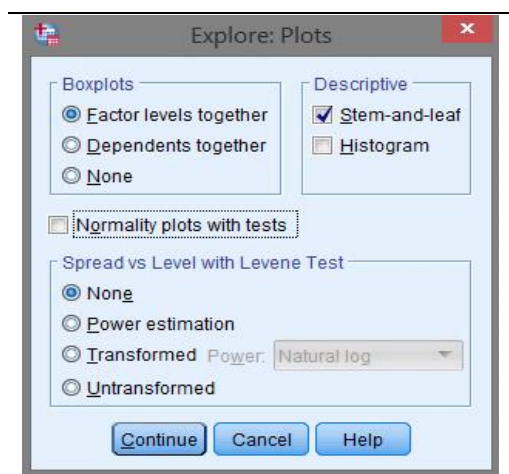 Explore: Plots
Boxplots
Factor levels together
Dependents together
None
Descriptive
Stem-and-leaf
Histogram
Normality plots with tests
Spread vs Level with Levene Test
None
Power estimation
Transformed Power: Natural log
Untransformed
Continue Cancel Help